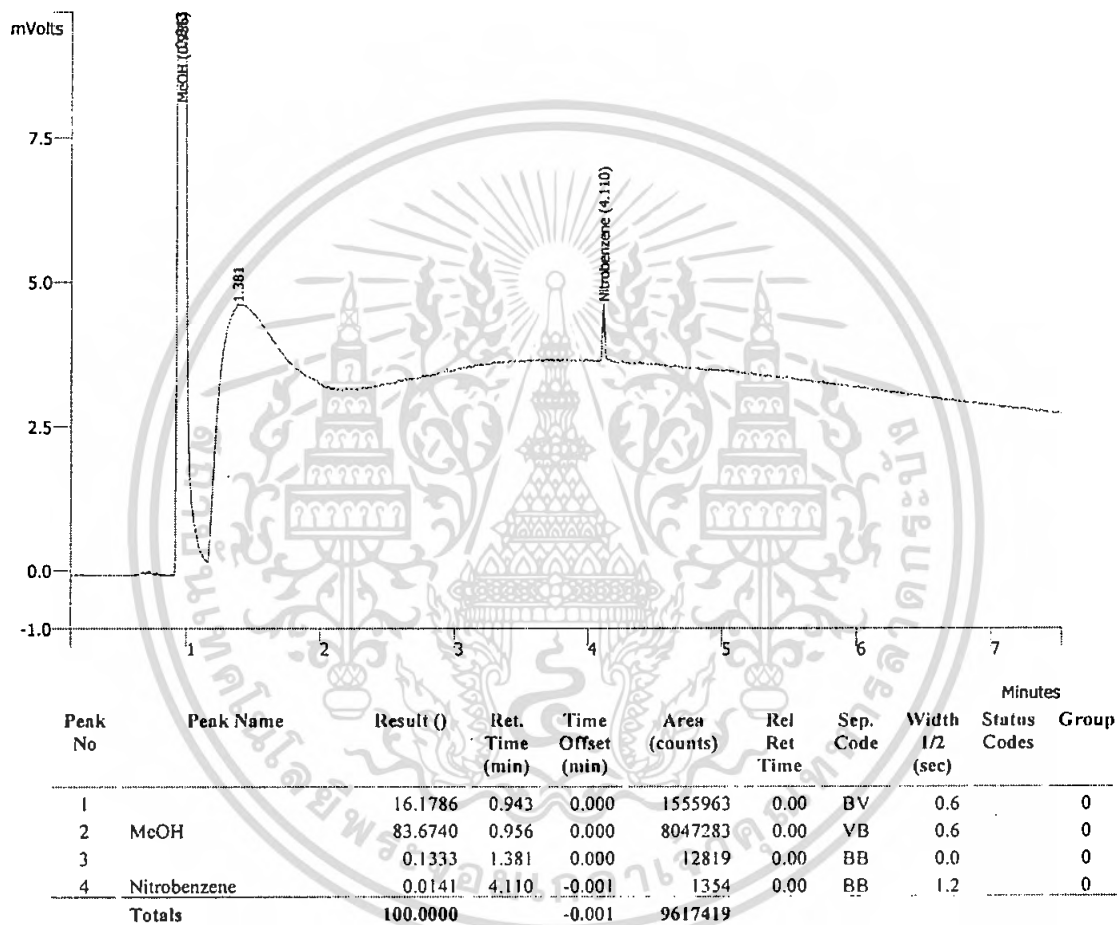 mVolts
7.5
5.0
2.5
0.0
-1.0
1.381
Nitrobenzene (4.110)
1 2 3 4 5 6 7
Minutes
Peak No Peak Name Result () Ret. Time (min) Time Offset (min) Area (counts) Rel Ret Time Sep. Code Width 1/2 (sec) Status Codes Group
1 16.1786 0.943 0.000 1555963 0.00 BV 0.6 0
2 MeOH 83.6740 0.956 0.000 8047283 0.00 VB 0.6 0
3 0.1333 1.381 0.000 12819 0.00 BB 0.0 0
4 Nitrobenzene 0.0141 4.110 -0.001 1354 0.00 BB 1.2 0
Totals 100.0000 -0.001 9617419